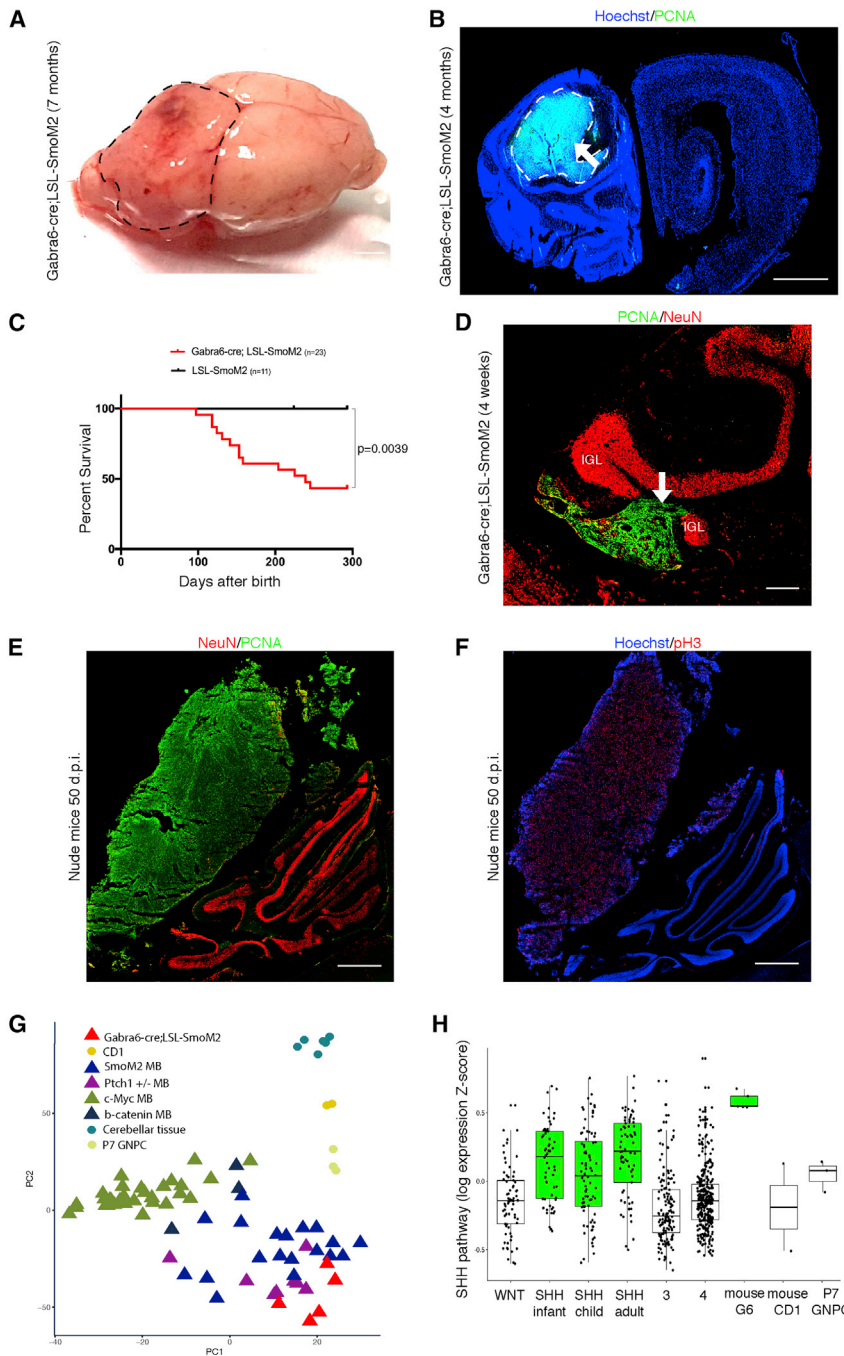 A
Gabra6-cre;LSL-SmoM2 (7 months)
B
Hoechst/PCNA
Gabra6-cre;LSL-SmoM2 (4 months)
C
Gabra6-cre; LSL-SmoM2 (n=23)
LSL-SmoM2 (n=11)
Percent Survival
100
50
0
0
100
200
300
Days after birth
p=0.0039
D
PCNA/NeuN
Gabra6-cre;LSL-SmoM2 (4 weeks)
IGL
IGL
E
NeuN/PCNA
Nude mice 50 d.p.i.
F
Hoechst/pH3
Nude mice 50 d.p.i.
G
Gabra6-cre;LSL-SmoM2
CD1
SmoM2 MB
Ptch1 +/- MB
c-Myc MB
b-catenin MB
Cerebellar tissue
P7 GNPC
PC2
50
0
−50
−40
−20
0
20
PC1
H
SHH pathway (log expression Z-score)
0.5
0.0
0.5
WNT
SHH infant
SHH child
SHH adult
3
4
mouse G6
mouse CD1
P7 GNPC